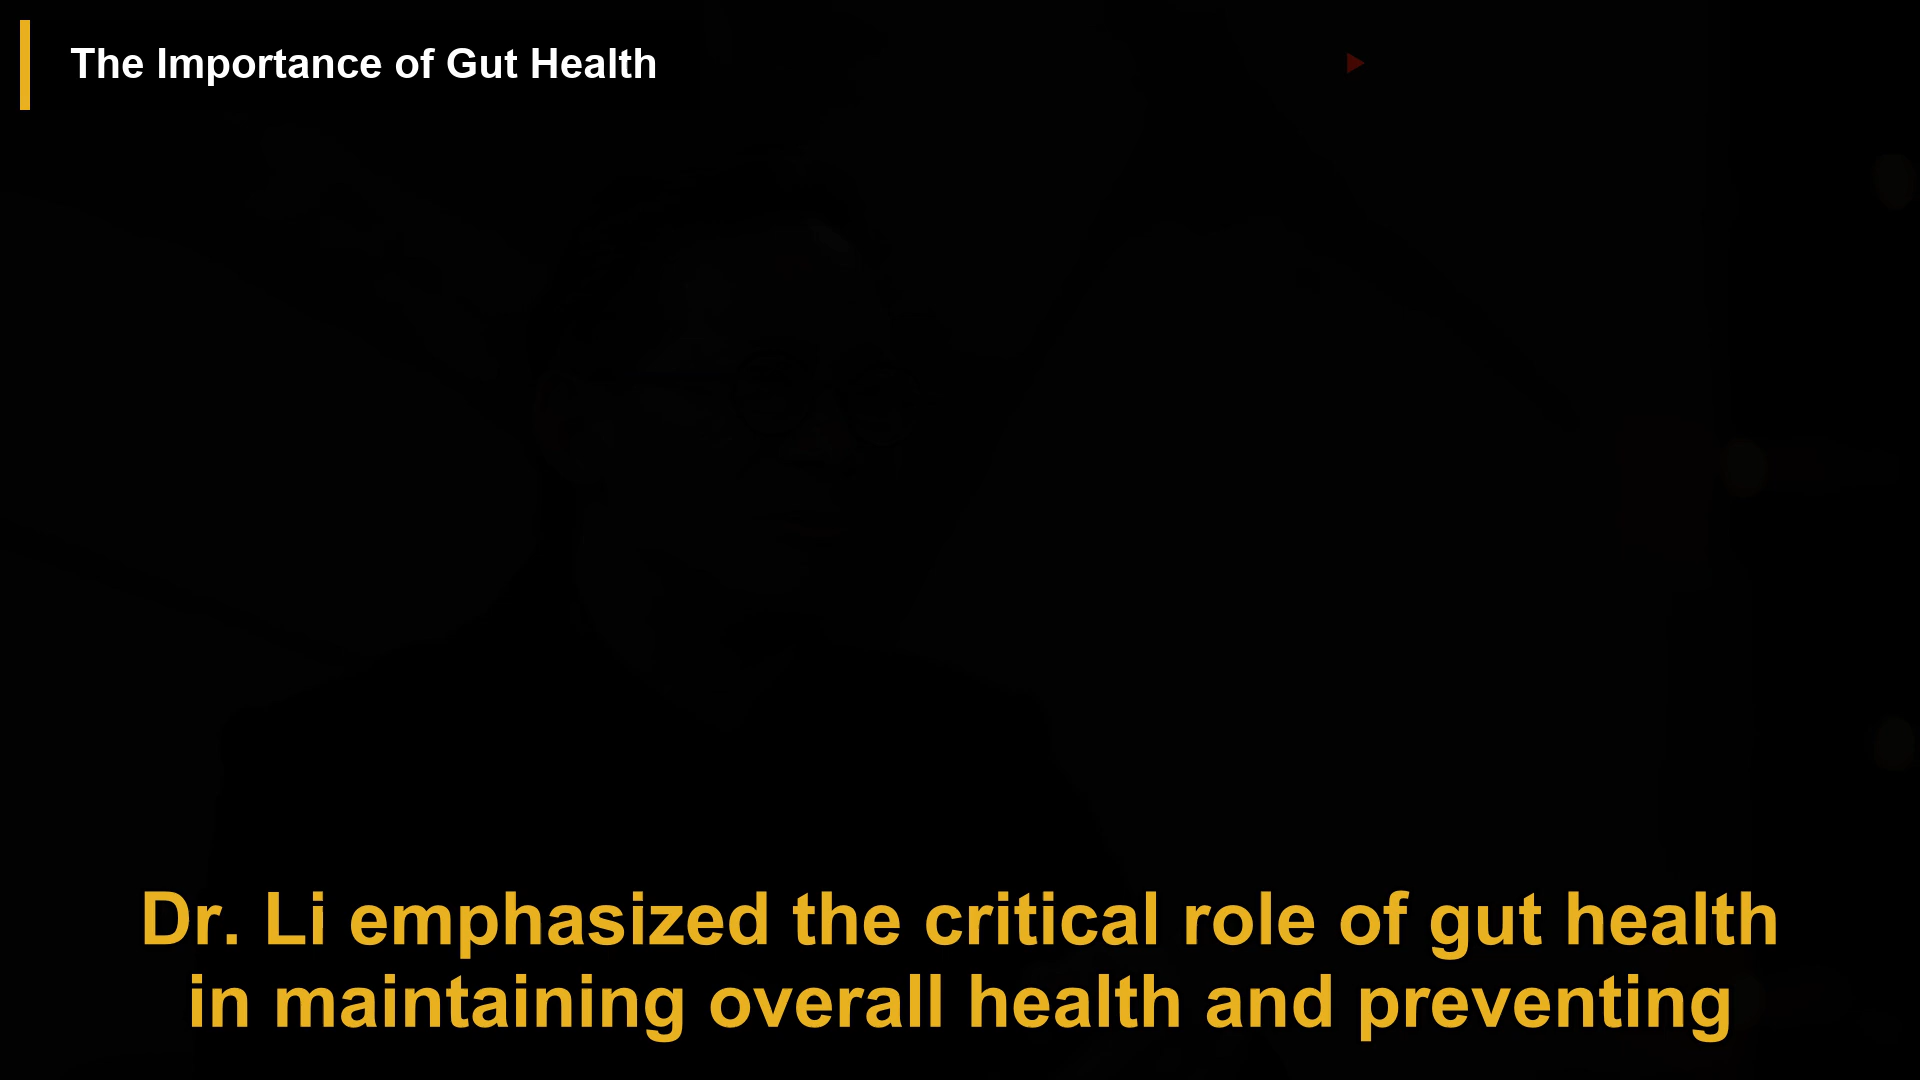 The Importance of Gut Health
Dr. Li emphasized the critical role of gut health
in maintaining overall health and preventing